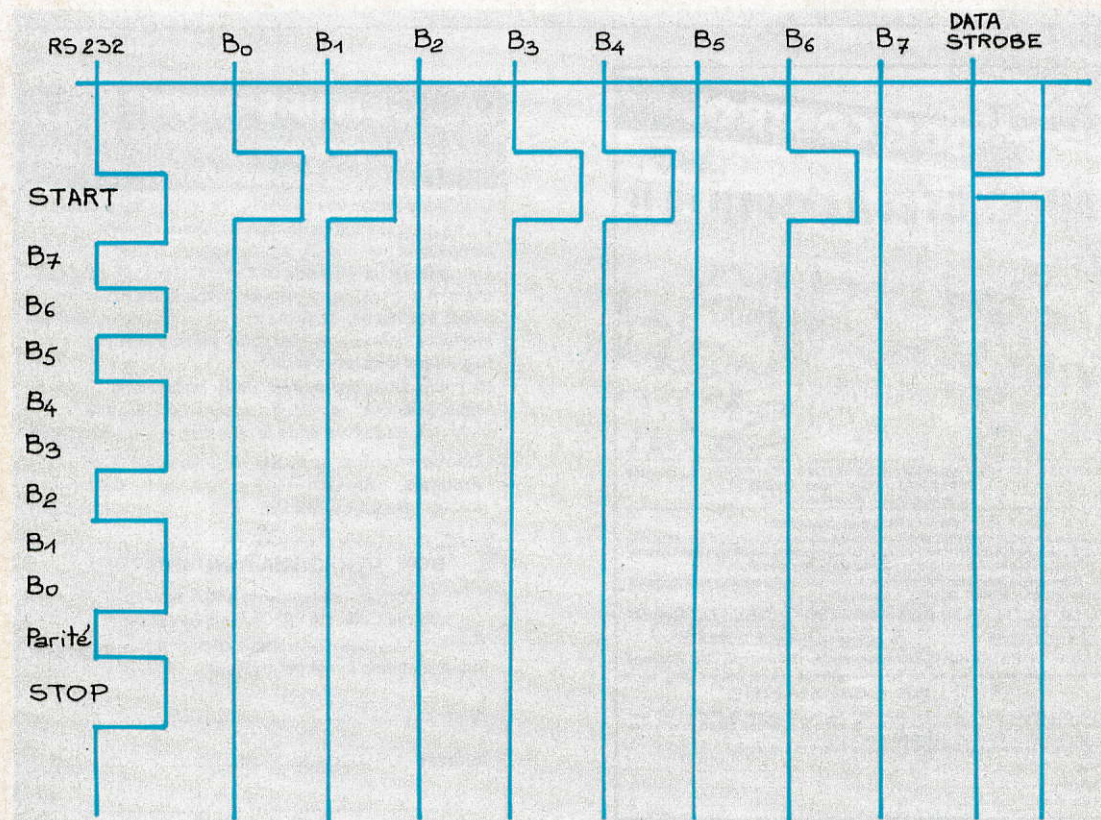 RS 232
B0
B1
B2
B3
B4
B5
B6
B7
DATA
STROBE
START
B7
B6
B5
B4
B3
B2
B1
B0
Parité
STOP